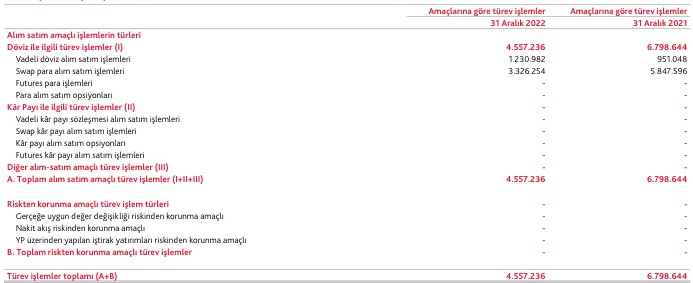 Amaçlarına göre türev işlemler Amaçlarına göre türev işlemler
31 Aralık 2022 31 Aralık 2021
Alım satım amaçlı işlemlerin türleri
Döviz ile ilgili türev işlemler (I) 4.557.236 6.798.644
Vadeli döviz alım satım işlemleri 1.230.982 951.048
Swap para alım satım işlemleri 3.326.254 5.847.596
Futures para işlemleri - -
Para alım satım opsiyonları - -
Kâr Payı ile ilgili türev işlemler (II) - -
Vadeli kâr payı sözleşmesi alım satım işlemleri - -
Swap kâr payı alım satım işlemleri - -
Kâr payı alım satım opsiyonları - -
Futures kâr payı alım satım işlemleri - -
Diğer alım-satım amaçlı türev işlemler (III) - -
A. Toplam alım satım amaçlı türev işlemler (I+II+III) 4.557.236 6.798.644
Riskten korunma amaçlı türev işlem türleri - -
Gerçeğe uygun değer değişikliği riskinden korunma amaçlı - -
Nakit akış riskinden korunma amaçlı - -
YP üzerinden yapılan iştirak yatırımları riskinden korunma amaçlı - -
B. Toplam riskten korunma amaçlı türev işlemler - -
Türev işlemler toplamı (A+B) 4.557.236 6.798.644